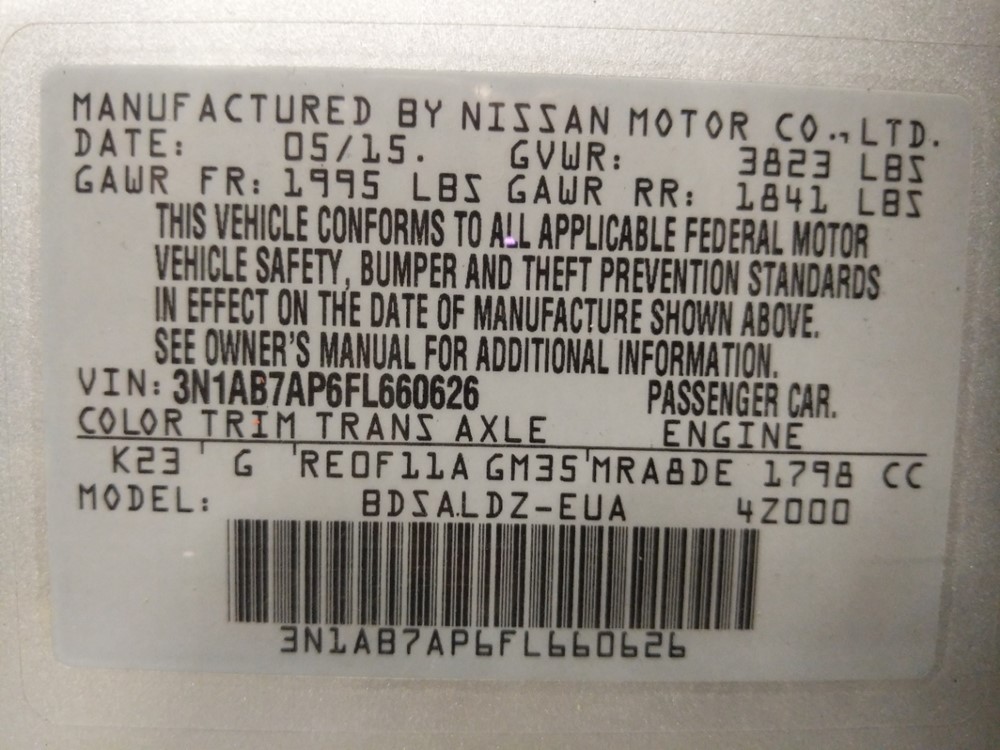 MANUFACTURED BY NISSAN MOTOR CO., LTD.
DATE: 05/15. GVWR: 3823 LBS
GAWR FR: 1995 LBS GAWR RR: 1841 LBS
THIS VEHICLE CONFORMS TO ALL APPLICABLE FEDERAL MOTOR
VEHICLE SAFETY, BUMPER AND THEFT PREVENTION STANDARDS
IN EFFECT ON THE DATE OF MANUFACTURE SHOWN ABOVE.
SEE OWNER'S MANUAL FOR ADDITIONAL INFORMATION.
VIN: 3N1AB7AP6FL660626 PASSENGER CAR.
COLOR TRIM TRANS AXLE ENGINE
K23 G RE0F11A GM35 MRA8DE 1798 CC
MODEL: BDSALDZ-EUA 4Z000
3N1AB7AP6FL660626